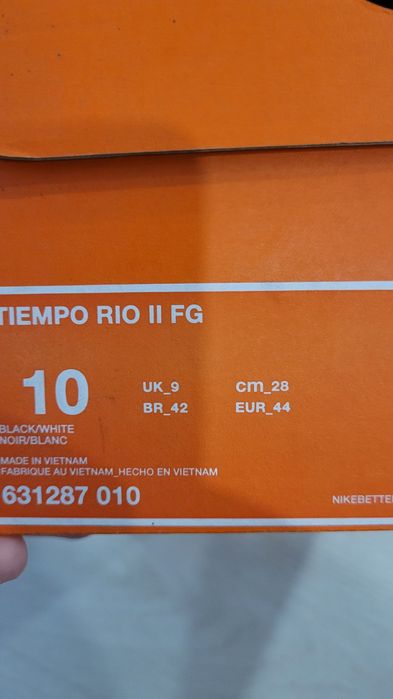 TIEMPO RIO II FG
10
UK_9 cm_28
BR_42 EUR_44
BLACK/WHITE
NOIR/BLANC
MADE IN VIETNAM
FABRIQUE AU VIETNAM_HECHO EN VIETNAM
631287 010
NIKEBETTE